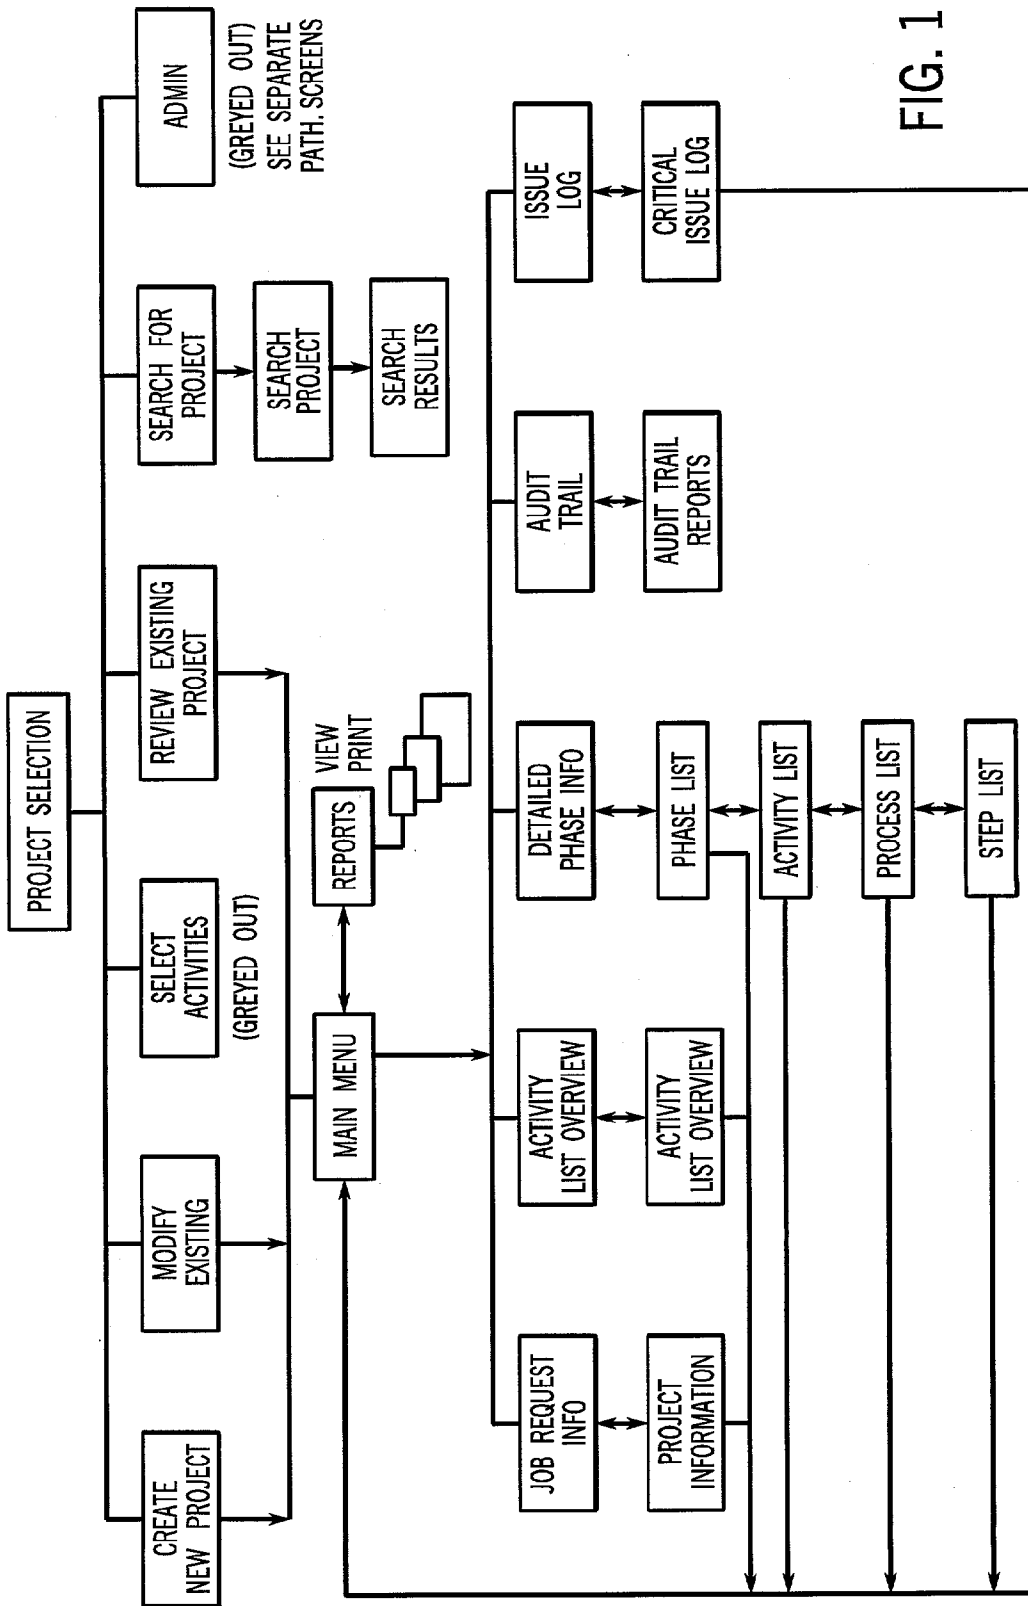 PROJECT SELECTION
CREATE
NEW PROJECT
MODIFY
EXISTING
SELECT
ACTIVITIES
(GREYED OUT)
REVIEW EXISTING
PROJECT
SEARCH FOR
PROJECT
SEARCH
PROJECT
SEARCH
RESULTS
ADMIN
(GREYED OUT)
SEE SEPARATE
PATH. SCREENS
MAIN MENU
REPORTS
VIEW
PRINT
JOB REQUEST
INFO
PROJECT
INFORMATION
ACTIVITY
LIST OVERVIEW
ACTIVITY
LIST OVERVIEW
DETAILED
PHASE INFO
PHASE LIST
ACTIVITY LIST
PROCESS LIST
STEP LIST
AUDIT
TRAIL
AUDIT TRAIL
REPORTS
ISSUE
LOG
CRITICAL
ISSUE LOG
FIG. 1